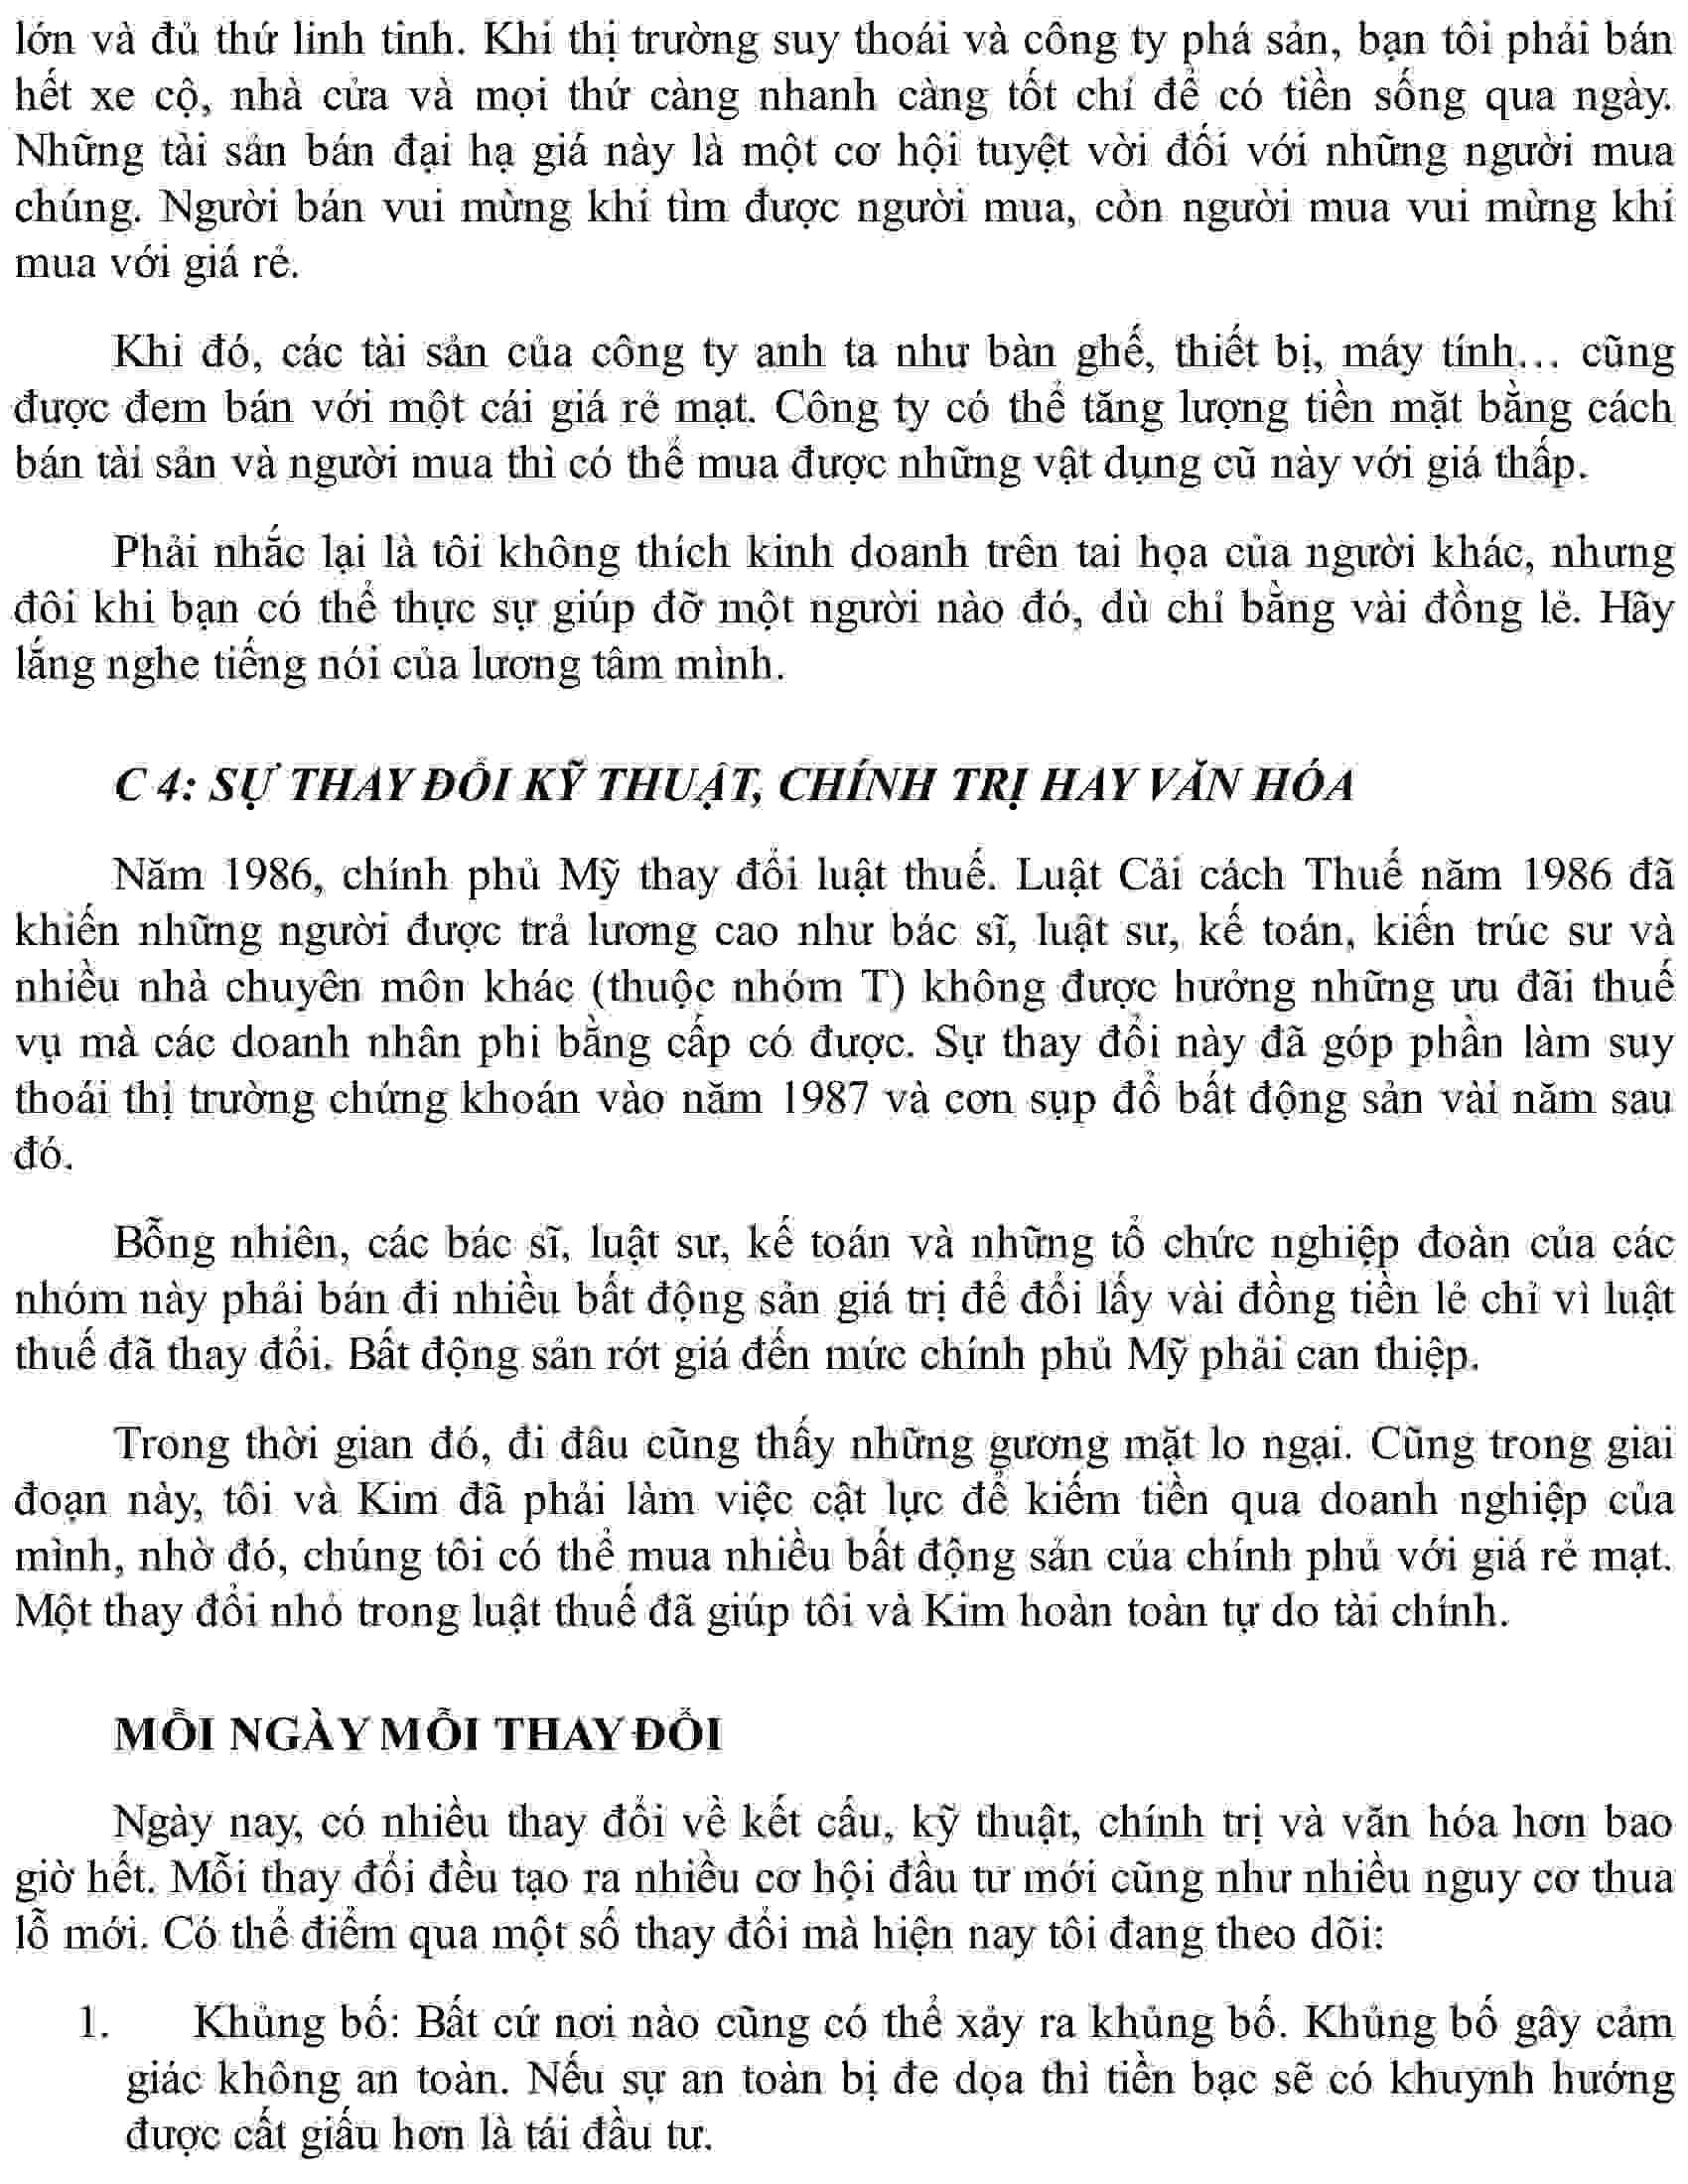 lớn và đủ thứ linh tinh. Khi thị trường suy thoái và công ty phá sản, bạn tôi phải bán
hết xe cộ, nhà cửa và mọi thứ càng nhanh càng tốt chỉ để có tiền sống qua ngày.
Những tài sản bán đại hạ giá này là một cơ hội tuyệt vời đối với những người mua
chúng. Người bán vui mừng khi tìm được người mua, còn người mua vui mừng khi
mua với giá rẻ.
Khi đó, các tài sản của công ty anh ta như bàn ghế, thiết bị, máy tính… cũng
được đem bán với một cái giá rẻ mạt. Công ty có thể tăng lượng tiền mặt bằng cách
bán tài sản và người mua thì có thể mua được những vật dụng cũ này với giá thấp.
Phải nhắc lại là tôi không thích kinh doanh trên tai họa của người khác, nhưng
đôi khi bạn có thể thực sự giúp đỡ một người nào đó, dù chỉ bằng vài đồng lẻ. Hãy
lắng nghe tiếng nói của lương tâm mình.
C 4: SỰ THAY ĐỔI KỸ THUẬT, CHÍNH TRỊ HAY VĂN HÓA
Năm 1986, chính phủ Mỹ thay đổi luật thuế. Luật Cải cách Thuế năm 1986 đã
khiến những người được trả lương cao như bác sĩ, luật sư, kế toán, kiến trúc sư và
nhiều nhà chuyên môn khác (thuộc nhóm T) không được hưởng những ưu đãi thuế
vụ mà các doanh nhân phi bằng cấp có được. Sự thay đổi này đã góp phần làm suy
thoái thị trường chứng khoán vào năm 1987 và cơn sụp đổ bất động sản vài năm sau
đó.
Bỗng nhiên, các bác sĩ, luật sư, kế toán và những tổ chức nghiệp đoàn của các
nhóm này phải bán đi nhiều bất động sản giá trị để đổi lấy vài đồng tiền lẻ chỉ vì luật
thuế đã thay đổi. Bất động sản rớt giá đến mức chính phủ Mỹ phải can thiệp.
Trong thời gian đó, đi đâu cũng thấy những gương mặt lo ngại. Cũng trong giai
đoạn này, tôi và Kim đã phải làm việc cật lực để kiếm tiền qua doanh nghiệp của
mình, nhờ đó, chúng tôi có thể mua nhiều bất động sản của chính phủ với giá rẻ mạt.
Một thay đổi nhỏ trong luật thuế đã giúp tôi và Kim hoàn toàn tự do tài chính.
MỖI NGÀY MỖI THAY ĐỔI
Ngày nay, có nhiều thay đổi về kết cấu, kỹ thuật, chính trị và văn hóa hơn bao
giờ hết. Mỗi thay đổi đều tạo ra nhiều cơ hội đầu tư mới cũng như nhiều nguy cơ thua
lỗ mới. Có thể điểm qua một số thay đổi mà hiện nay tôi đang theo dõi:
1. Khủng bố: Bất cứ nơi nào cũng có thể xảy ra khủng bố. Khủng bố gây cảm
giác không an toàn. Nếu sự an toàn bị đe dọa thì tiền bạc sẽ có khuynh hướng
được cất giấu hơn là tái đầu tư.